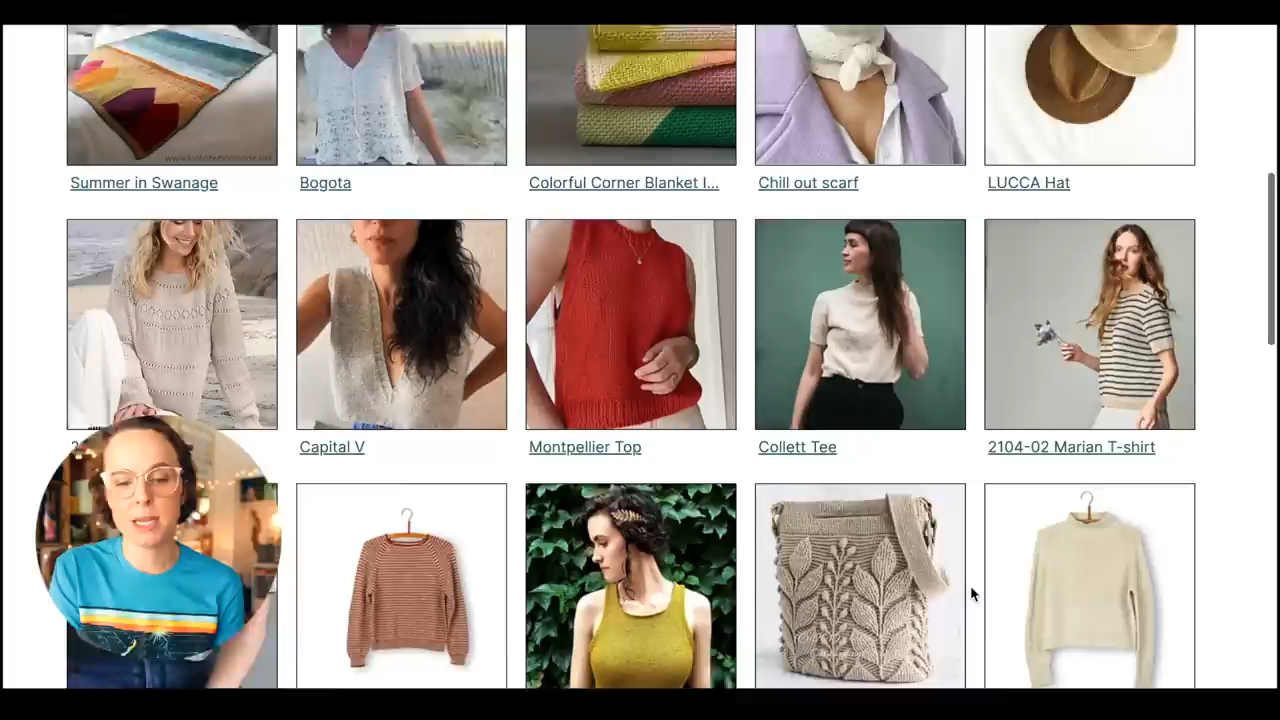 Summer in Swanage
Bogota
Colorful Corner Blanket I...
Chill out scarf
LUCCA Hat
Capital V
Montpellier Top
Collett Tee
2104-02 Marian T-shirt